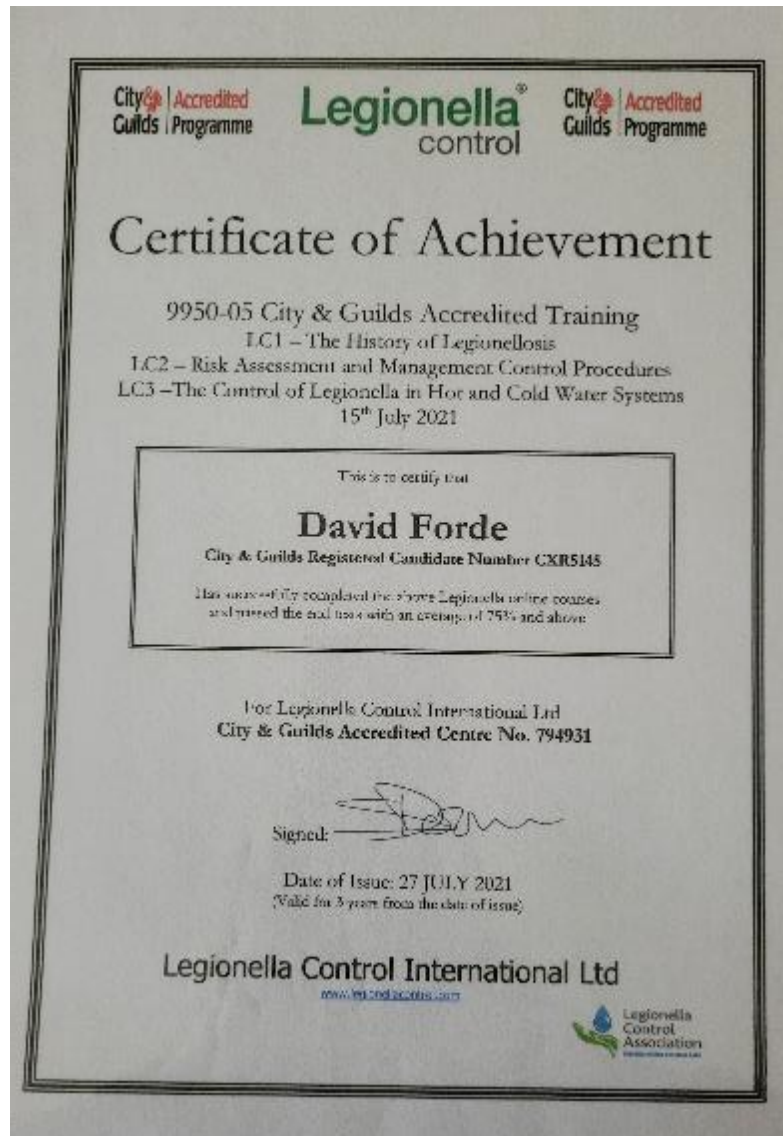 City& Guilds | Accredited Programme
Legionella®
control
City& Guilds | Accredited Programme
Certificate of Achievement
9950-05 City & Guilds Accredited Training
LC1 – The History of Legionellosis
LC2 – Risk Assessment and Management Control Procedures
LC3 –The Control of Legionella in Hot and Cold Water Systems
15th July 2021
This is to certify that
David Forde
City & Guilds Registered Candidate Number CXR5145
Has successfully completed the above Legionella online courses
and passed the end tests with an average of 75% and above
For Legionella Control International Ltd
City & Guilds Accredited Centre No. 794931
Signed:
Date of Issue: 27 JULY 2021
(Valid for 3 years from the date of issue)
Legionella Control International Ltd
www.legionellacontrol.com
Legionella
Control
Association